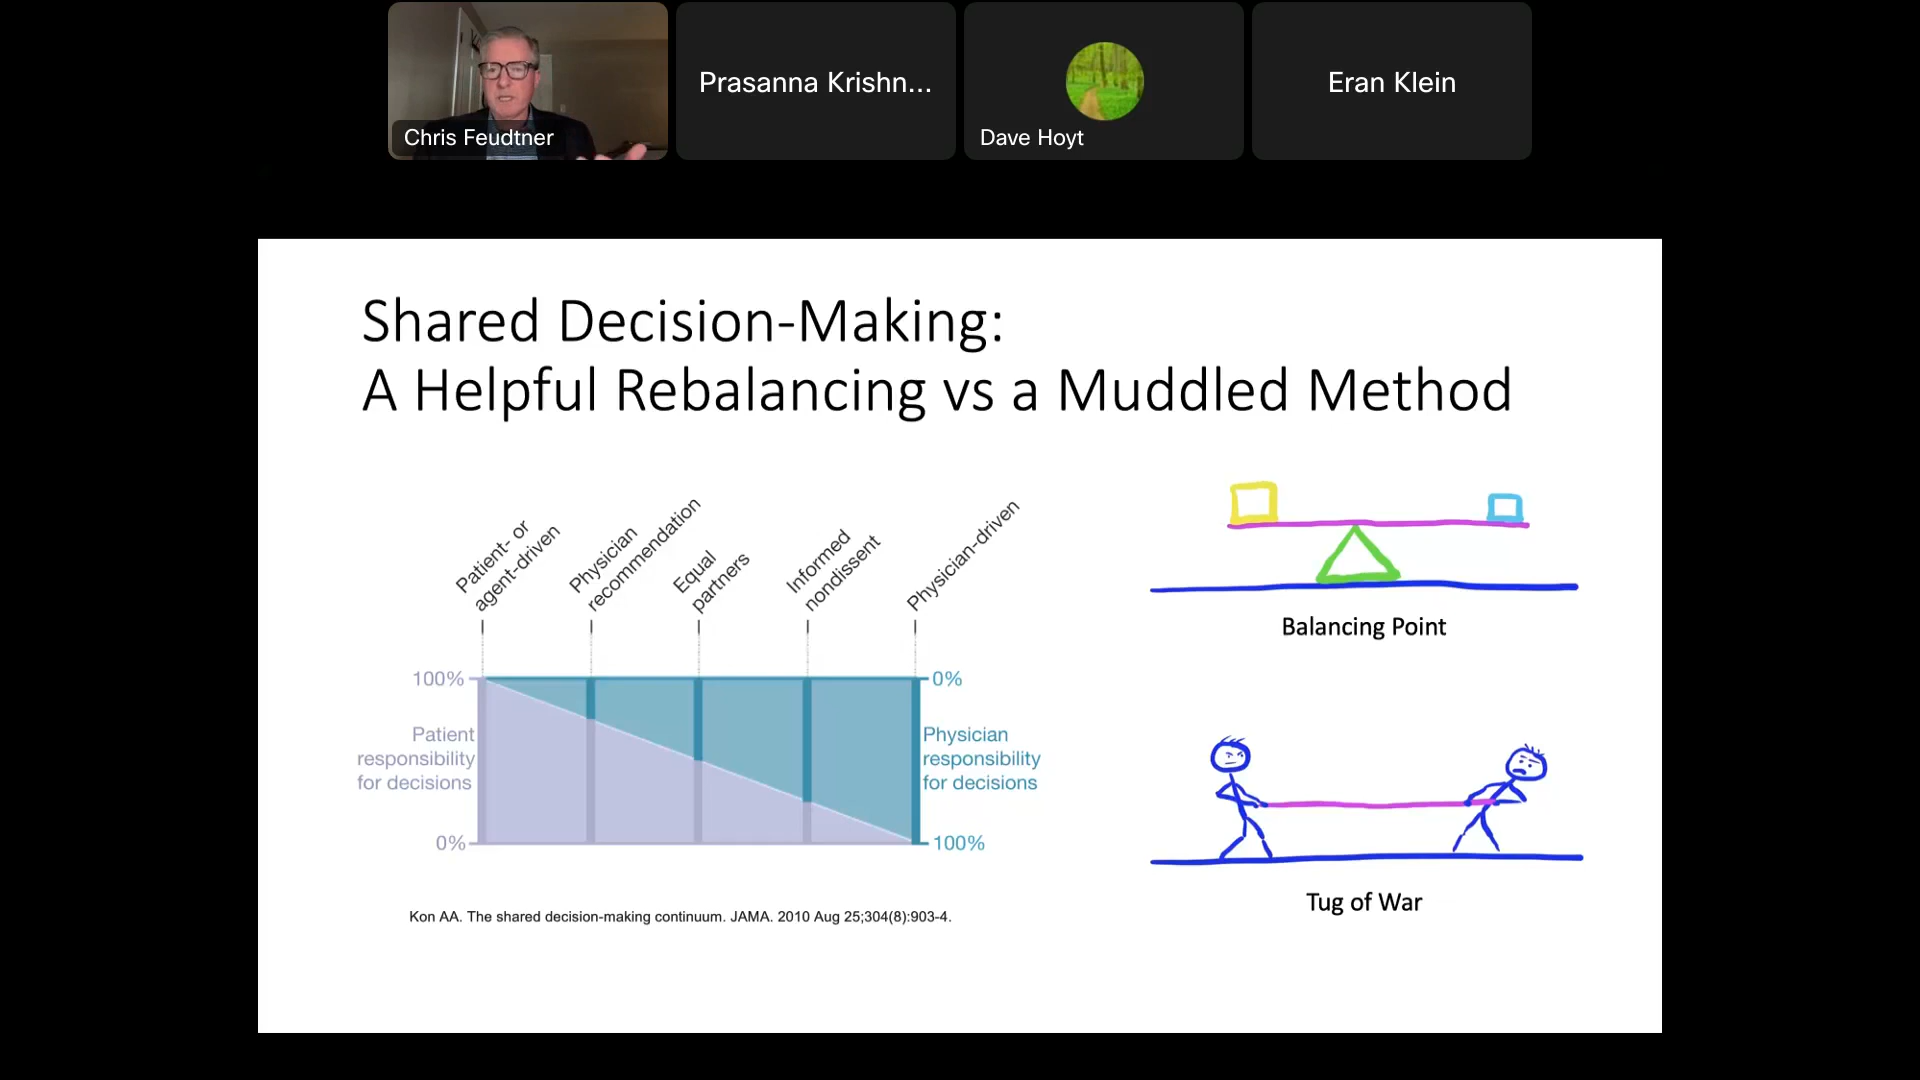 Chris Feudtner
Prasanna Krishn...
Dave Hoyt
Eran Klein
Shared Decision-Making:
A Helpful Rebalancing vs a Muddled Method
Patient- or
agent-driven
Physician
recommendation
Equal
partners
Informed
nondissent
Physician-driven
100%
0%
Patient
responsibility
for decisions
Physician
responsibility
for decisions
0%
100%
Kon AA. The shared decision-making continuum. JAMA. 2010 Aug 25;304(8):903-4.
Balancing Point
Tug of War